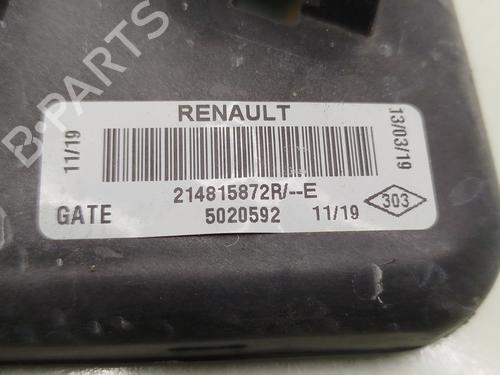 B-PARTS
RENAULT
11/19
13/03/19
214815872R/--E
GATE
5020592
11/19
303